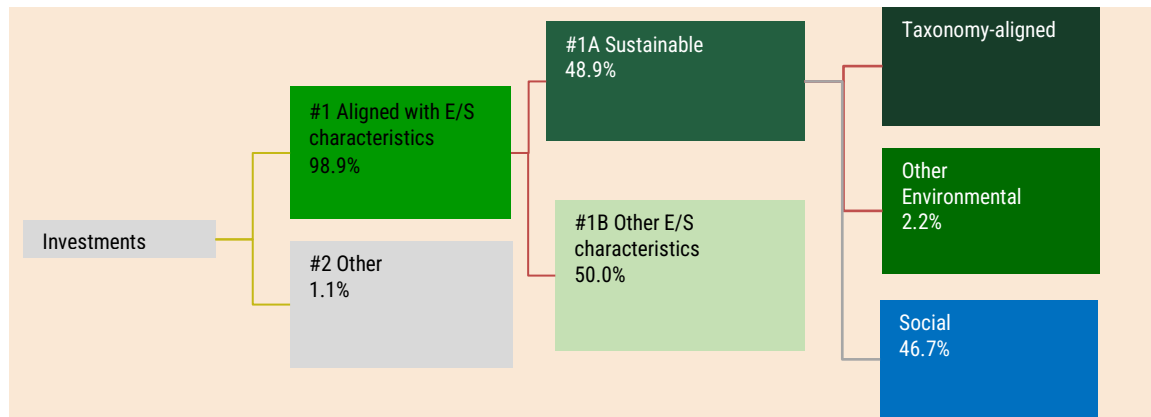 Investments
#1 Aligned with E/S
characteristics
98.9%
#2 Other
1.1%
#1A Sustainable
48.9%
#1B Other E/S
characteristics
50.0%
Taxonomy-aligned
Other
Environmental
2.2%
Social
46.7%